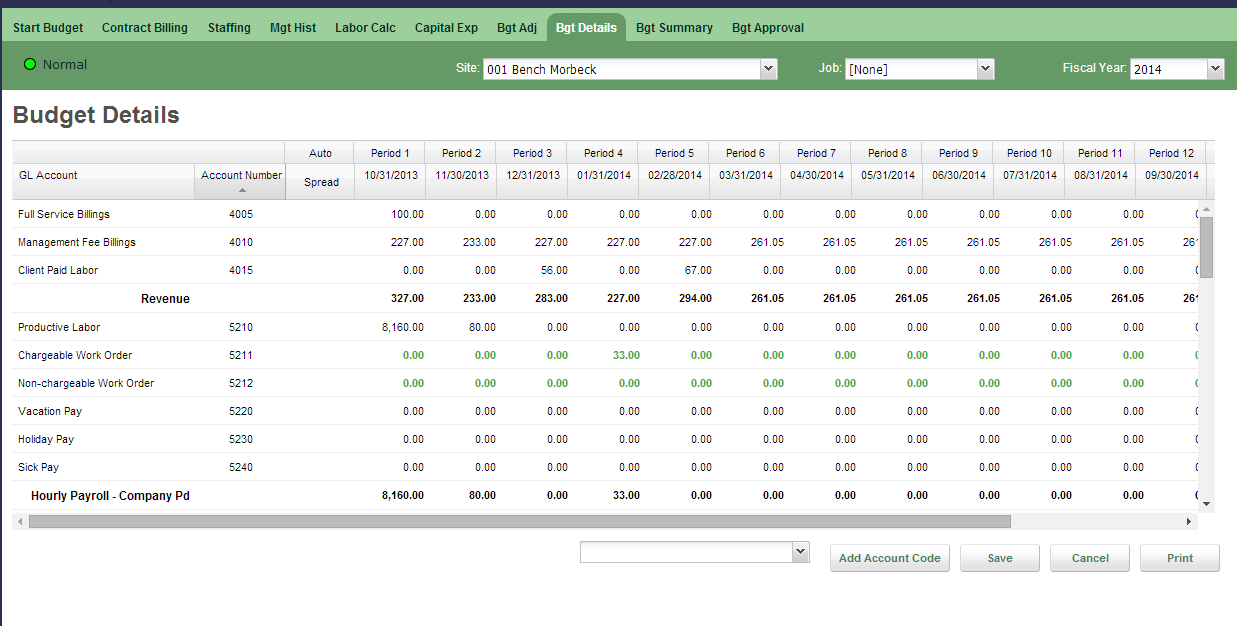 Start Budget Contract Billing Staffing Mgt Hist Labor Calc Capital Exp Bgt Adj Bgt Details Bgt Summary Bgt Approval
Normal Site: 001 Bench Morbeck Job: [None] Fiscal Year: 2014
Budget Details
Auto Period 1 Period 2 Period 3 Period 4 Period 5 Period 6 Period 7 Period 8 Period 9 Period 10 Period 11 Period 12
GL Account Account Number Spread 10/31/2013 11/30/2013 12/31/2013 01/31/2014 02/28/2014 03/31/2014 04/30/2014 05/31/2014 06/30/2014 07/31/2014 08/31/2014 09/30/2014
Full Service Billings 4005 100.00 0.00 0.00 0.00 0.00 0.00 0.00 0.00 0.00 0.00 0.00
Management Fee Billings 4010 227.00 233.00 227.00 227.00 227.00 261.05 261.05 261.05 261.05 261.05 261.05 261
Client Paid Labor 4015 0.00 0.00 56.00 0.00 67.00 0.00 0.00 0.00 0.00 0.00 0.00
Revenue 327.00 233.00 283.00 227.00 294.00 261.05 261.05 261.05 261.05 261.05 261.05 261
Productive Labor 5210 8,160.00 80.00 0.00 0.00 0.00 0.00 0.00 0.00 0.00 0.00 0.00
Chargeable Work Order 5211 0.00 0.00 0.00 33.00 0.00 0.00 0.00 0.00 0.00 0.00 0.00
Non-chargeable Work Order 5212 0.00 0.00 0.00 0.00 0.00 0.00 0.00 0.00 0.00 0.00 0.00
Vacation Pay 5220 0.00 0.00 0.00 0.00 0.00 0.00 0.00 0.00 0.00 0.00 0.00
Holiday Pay 5230 0.00 0.00 0.00 0.00 0.00 0.00 0.00 0.00 0.00 0.00 0.00
Sick Pay 5240 0.00 0.00 0.00 0.00 0.00 0.00 0.00 0.00 0.00 0.00 0.00
Hourly Payroll - Company Pd 8,160.00 80.00 0.00 33.00 0.00 0.00 0.00 0.00 0.00 0.00 0.00
Add Account Code Save Cancel Print